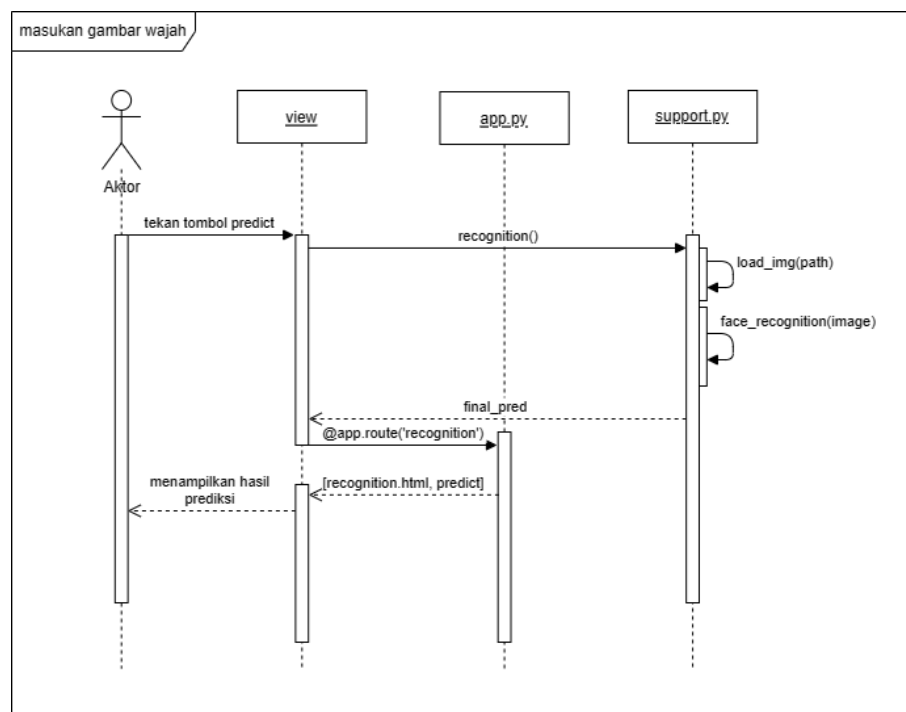 masukan gambar wajah
view
app.py
support.py
Aktor
tekan tombol predict
recognition()
load_img(path)
face_recognition(image)
final_pred
@app.route('recognition')
[recognition.html, predict]
menampilkan hasil
prediksi